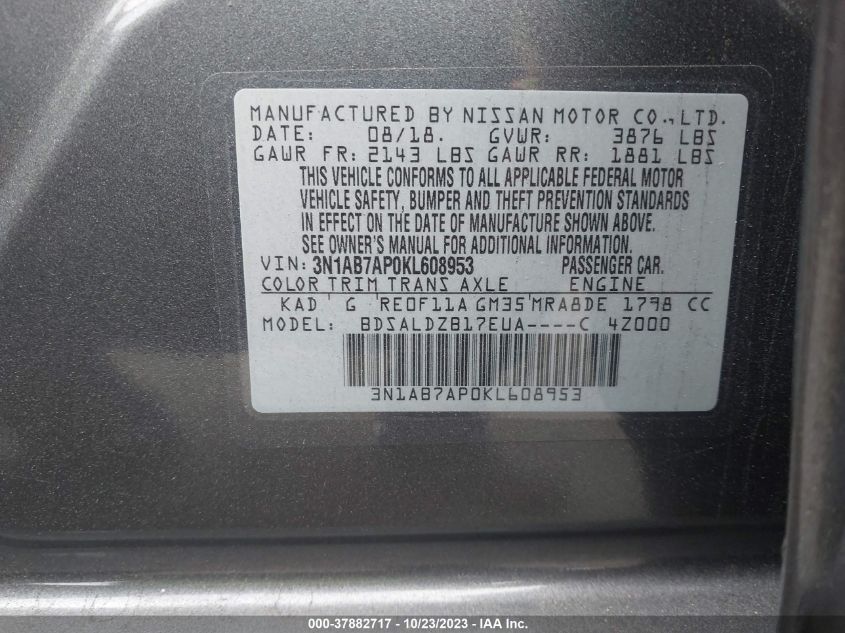 MANUFACTURED BY NISSAN MOTOR CO., LTD.
DATE: 08/18. GVWR: 3876 LBS
GAWR FR: 2143 LBS GAWR RR: 1881 LBS
THIS VEHICLE CONFORMS TO ALL APPLICABLE FEDERAL MOTOR
VEHICLE SAFETY, BUMPER AND THEFT PREVENTION STANDARDS
IN EFFECT ON THE DATE OF MANUFACTURE SHOWN ABOVE.
SEE OWNER'S MANUAL FOR ADDITIONAL INFORMATION.
VIN: 3N1AB7AP0KL608953 PASSENGER CAR.
COLOR TRIM TRANS AXLE ENGINE
KAD G RE0F11A GM35 MRA8DE 1798 CC
MODEL: BDSALDZB17EUA----C 4Z000
3N1AB7AP0KL608953
000-37882717 - 10/23/2023 - IAAI.com